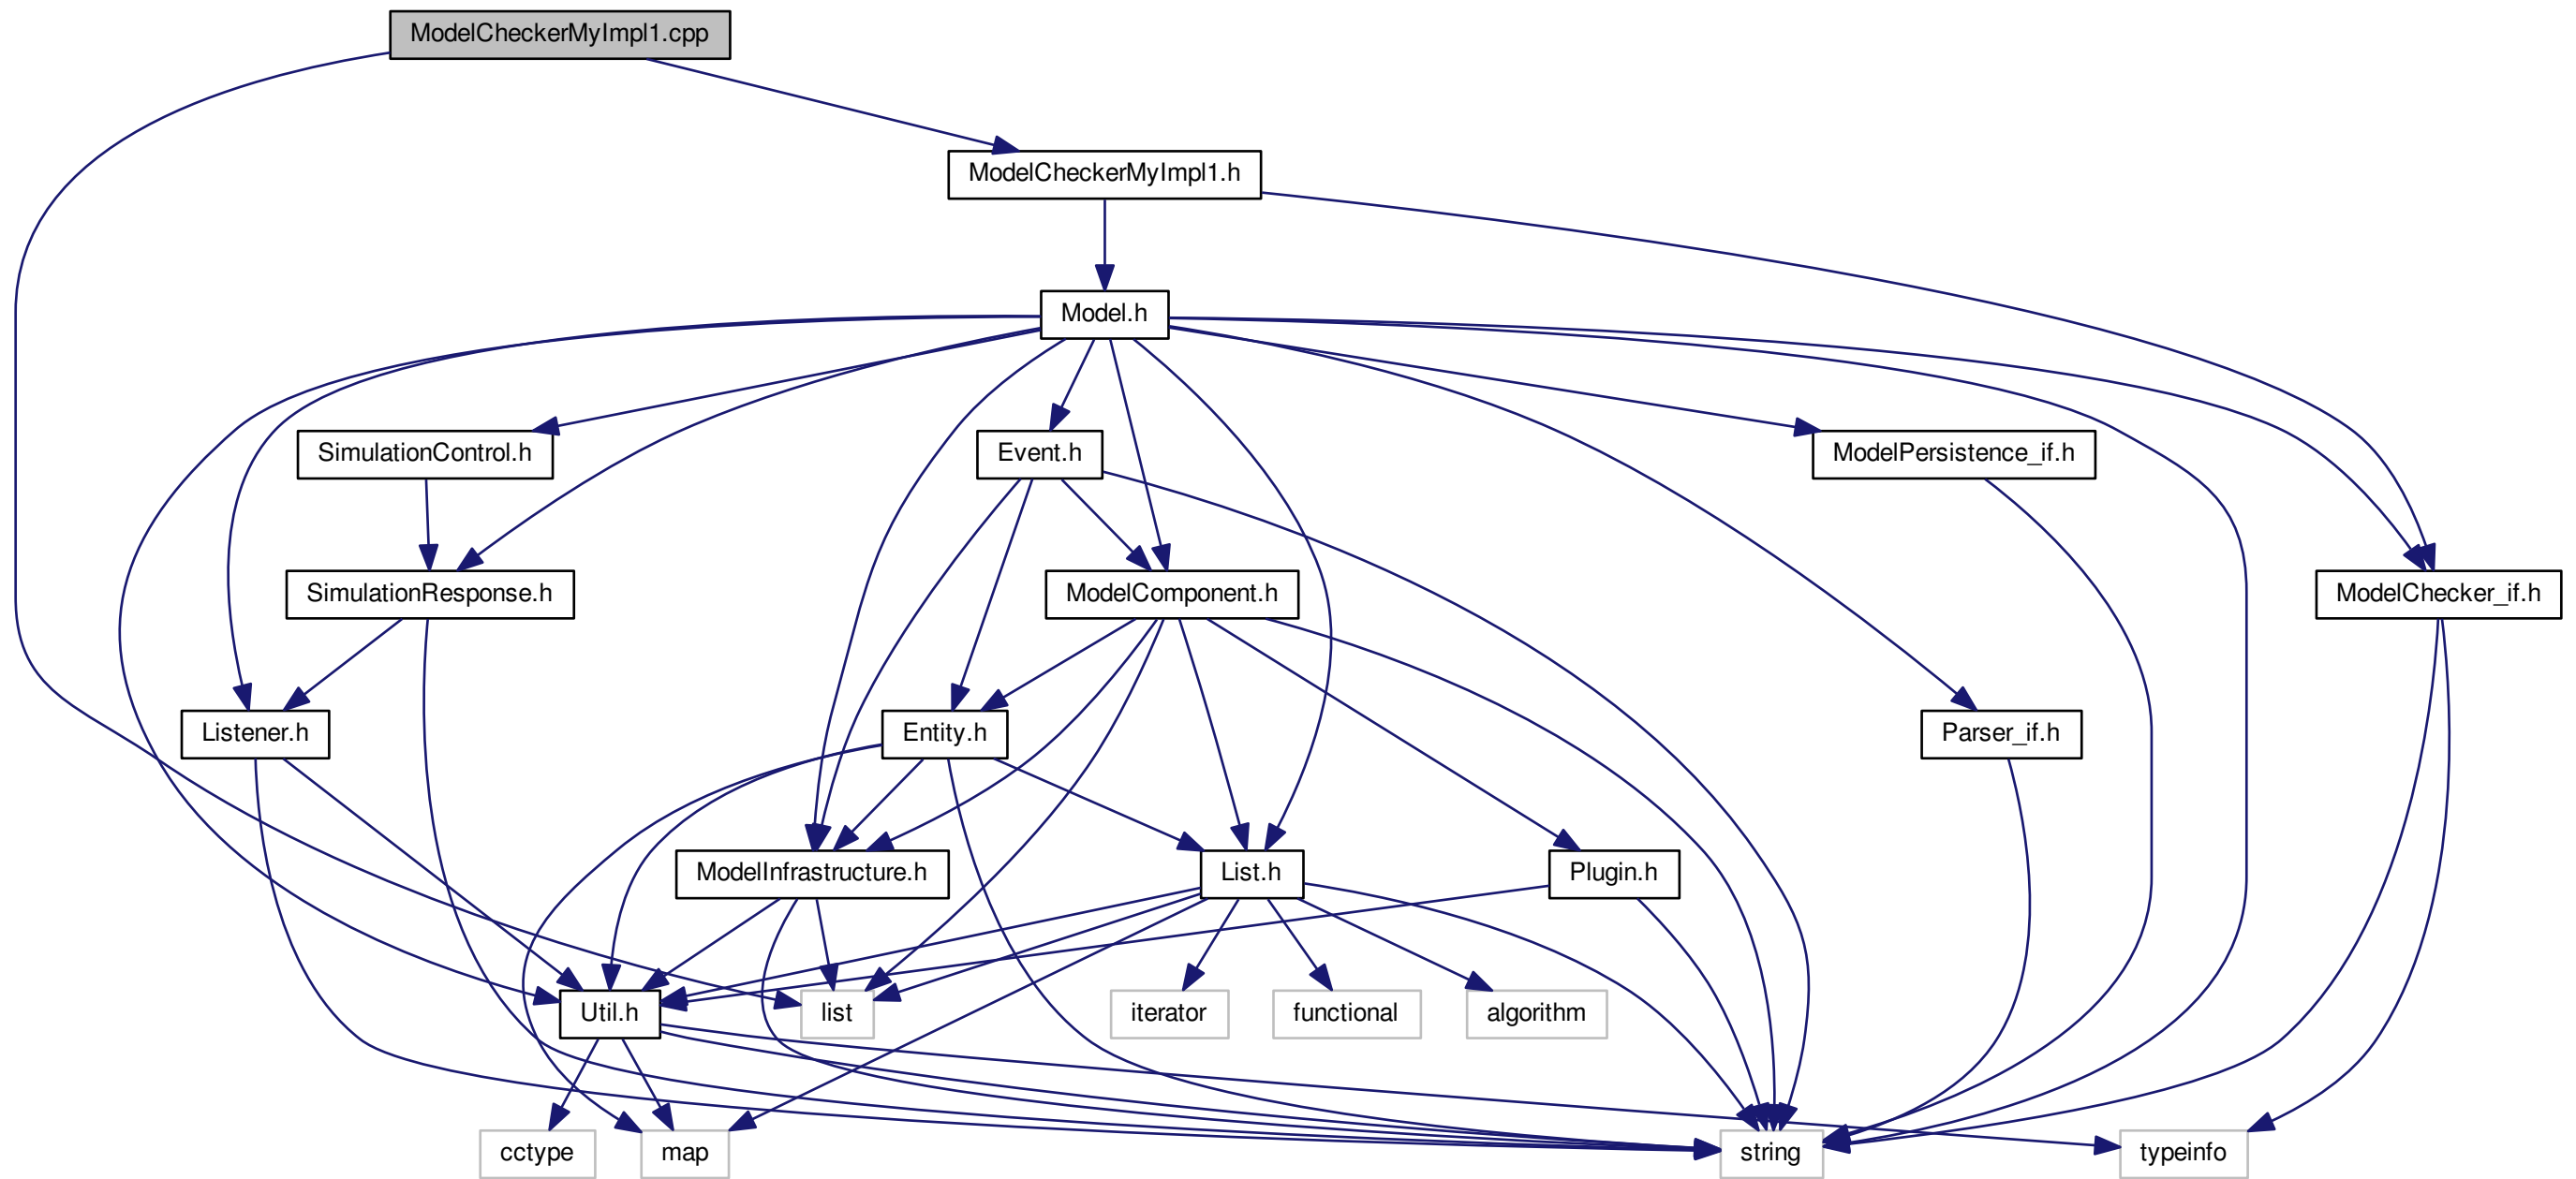 ModelCheckerMyImpl1.cpp
ModelCheckerMyImpl1.h
Model.h
SimulationControl.h
Event.h
ModelPersistence_if.h
SimulationResponse.h
ModelComponent.h
ModelChecker_if.h
Listener.h
Entity.h
Parser_if.h
ModelInfrastructure.h
List.h
Plugin.h
Util.h
list
iterator
functional
algorithm
cctype
map
string
typeinfo